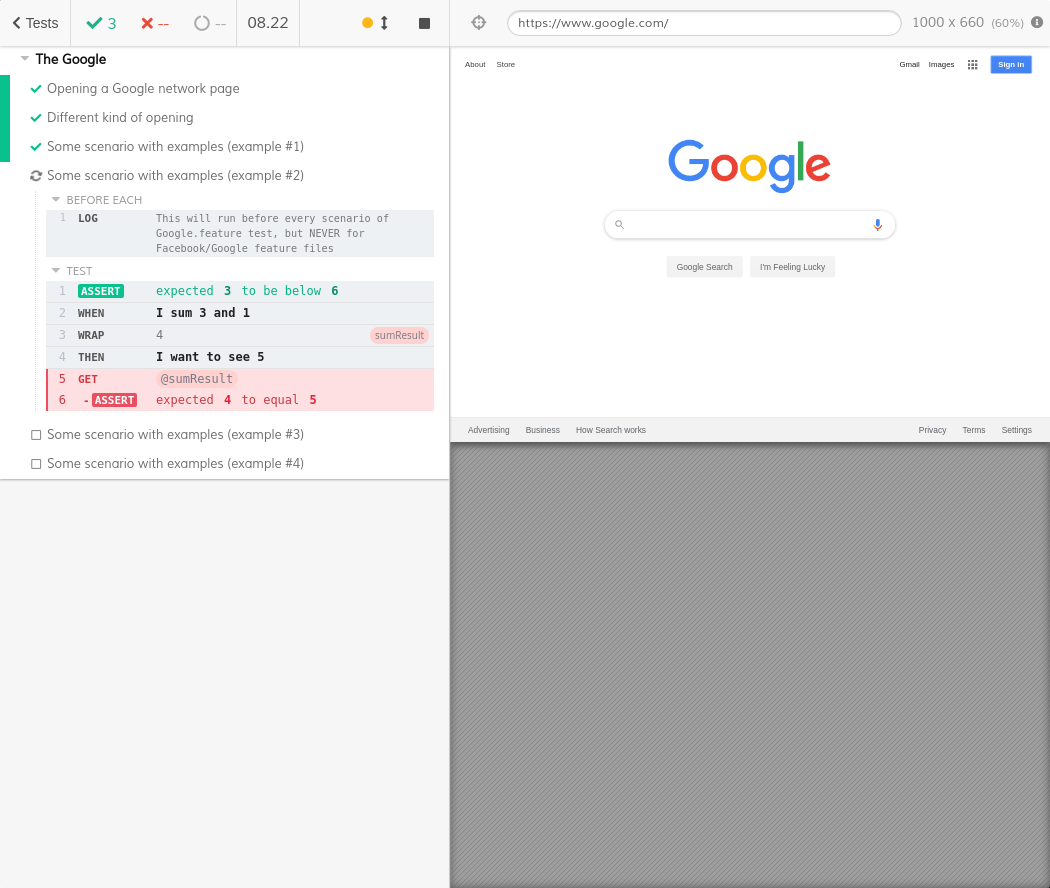 Tests 3 -- -- 08.22
https://www.google.com/ 1000 x 660 (60%)
The Google
Opening a Google network page
Different kind of opening
Some scenario with examples (example #1)
Some scenario with examples (example #2)
BEFORE EACH
1 LOG This will run before every scenario of
Google.feature test, but NEVER for
Facebook/Google feature files
TEST
1 ASSERT expected 3 to be below 6
2 WHEN I sum 3 and 1
3 WRAP 4 sumResult
4 THEN I want to see 5
5 GET @sumResult
6 -ASSERT expected 4 to equal 5
Some scenario with examples (example #3)
Some scenario with examples (example #4)
About Store Gmail Images Sign in
Google
Google Search I'm Feeling Lucky
Advertising Business How Search works Privacy Terms Settings